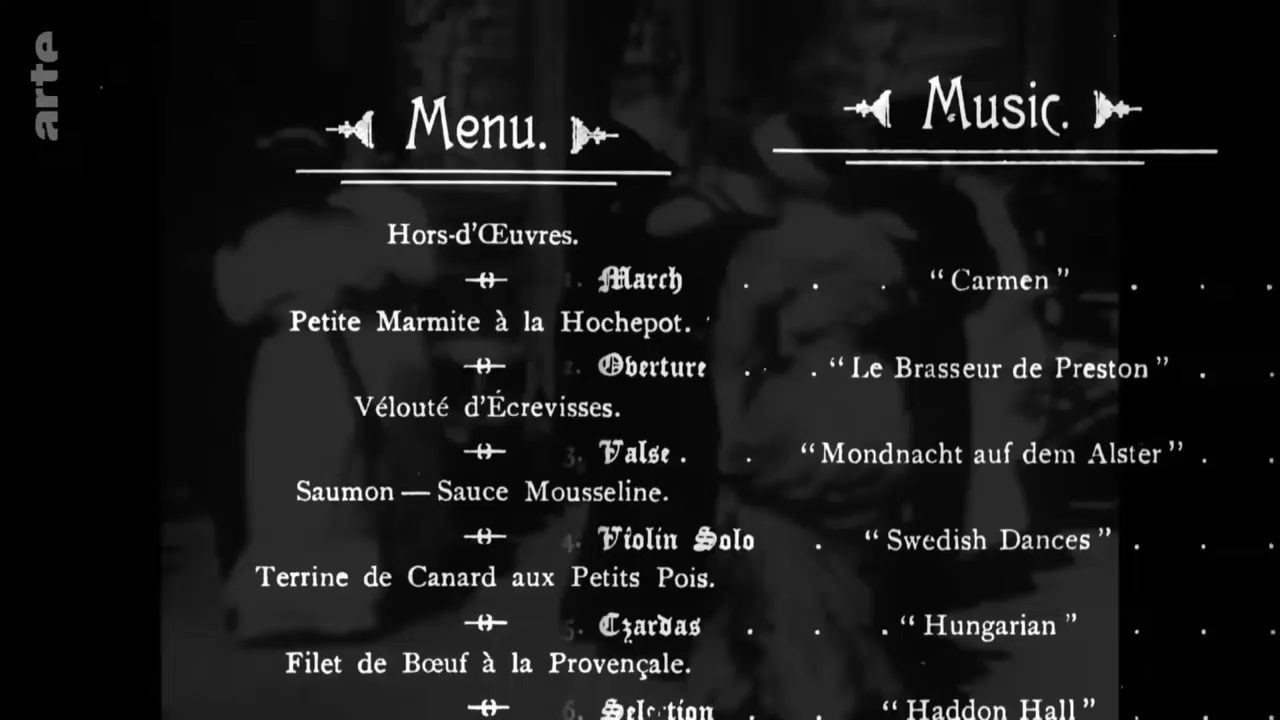 arte
Menu.
Hors-d'Œuvres.
Petite Marmite à la Hochepot.
Vélouté d'Écrevisses.
Saumon — Sauce Mousseline.
Terrine de Canard aux Petits Pois.
Filet de Bœuf à la Provençale.
Music.
1. March . . . “Carmen” . . .
2. Oberture . . . “Le Brasseur de Preston” . .
3. Valse . . “Mondnacht auf dem Alster” . .
4. Violin Solo . “Swedish Dances” . . .
5. Czardas . . . “Hungarian” . . .
6. Selection . . “Haddon Hall” . . .